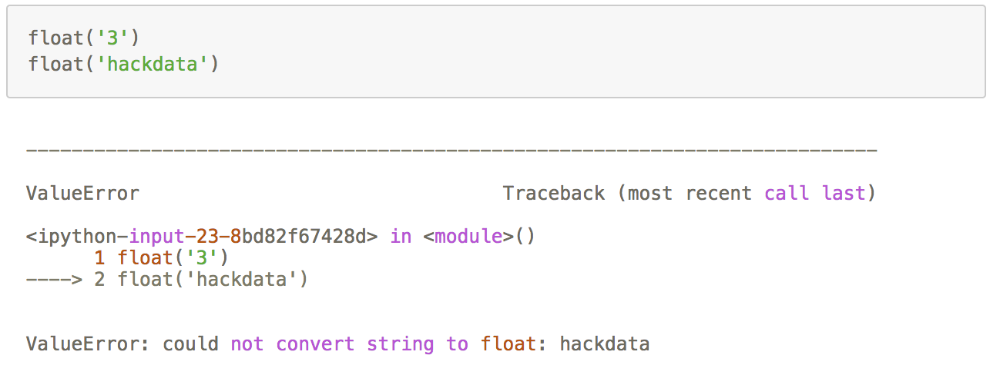 float('3')
float('hackdata')
---------------------------------------------------------------------------
ValueError                                Traceback (most recent call last)
<ipython-input-23-8bd82f67428d> in <module>()
      1 float('3')
----> 2 float('hackdata')
ValueError: could not convert string to float: hackdata